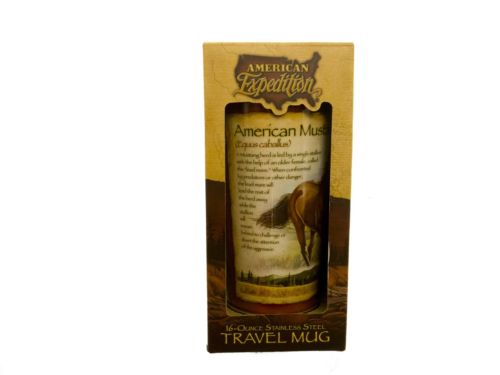 AMERICAN
Expedition
American Must
(Equus caballus)
Mustang herd is led by a single stallion
with the help of an older female, called
the "lead mare." When confronted
by predators or other danger,
the lead mare will
lead the rest of
the herd away
while the
stallion
will
remain
behind to challenge or
divert the attention
of the aggressor.
16-OUNCE STAINLESS STEEL
TRAVEL MUG